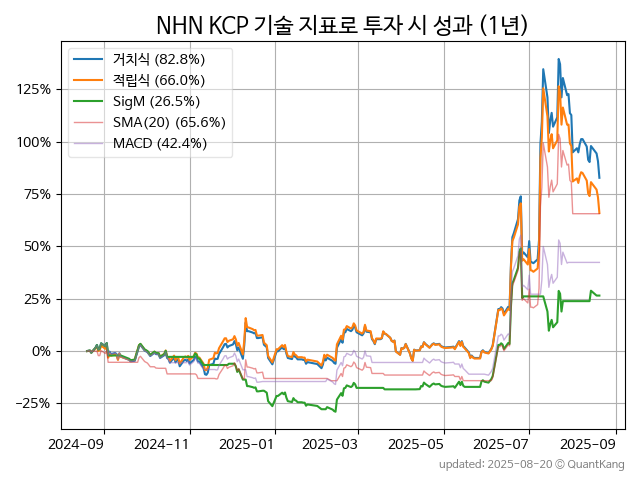 NHN KCP 기술 지표로 투자 시 성과 (1년)
거치식 (82.8%)
적립식 (66.0%)
SigM (26.5%)
SMA(20) (65.6%)
MACD (42.4%)
125%
100%
75%
50%
25%
0%
−25%
2024-09 2024-11 2025-01 2025-03 2025-05 2025-07 2025-09
updated: 2025-08-20 © QuantKang